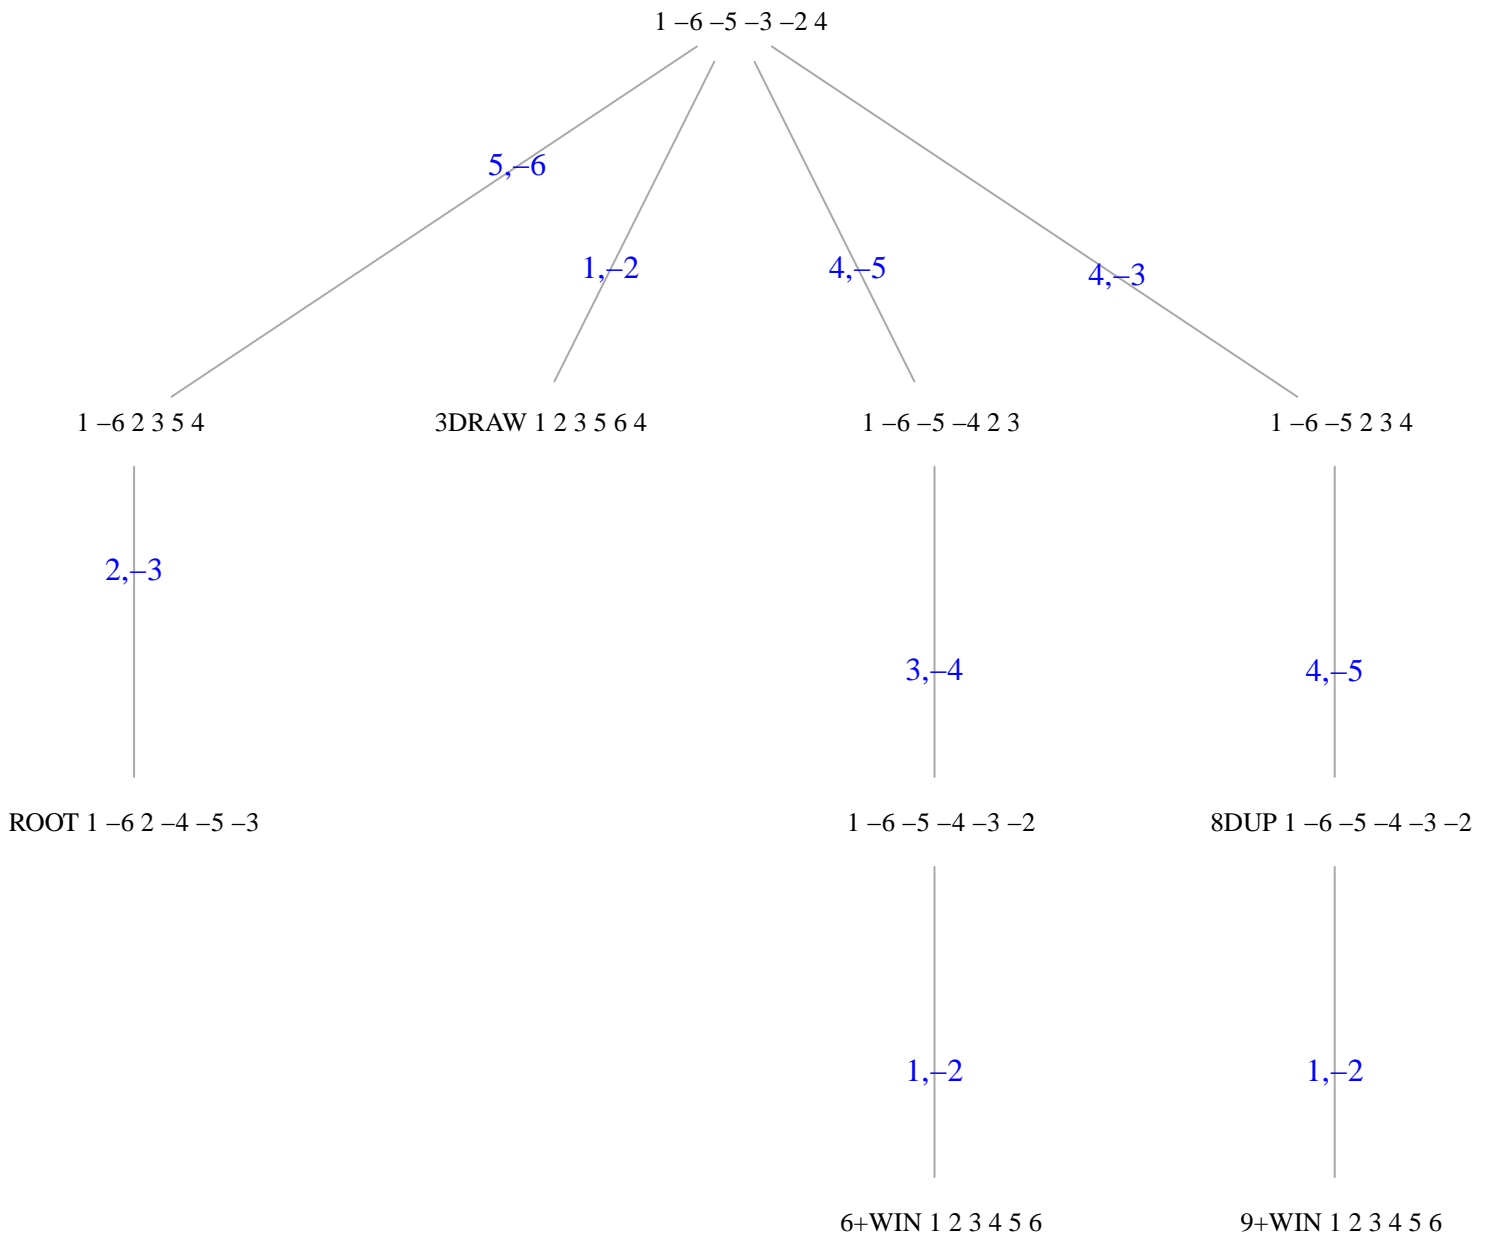 1 –6 –5 –3 –2 4
5,–6
1,–2
4,–5
4,–3
1 –6 2 3 5 4
3DRAW 1 2 3 5 6 4
1 –6 –5 –4 2 3
1 –6 –5 2 3 4
2,–3
3,–4
4,–5
ROOT 1 –6 2 –4 –5 –3
1 –6 –5 –4 –3 –2
8DUP 1 –6 –5 –4 –3 –2
1,–2
1,–2
6+WIN 1 2 3 4 5 6
9+WIN 1 2 3 4 5 6